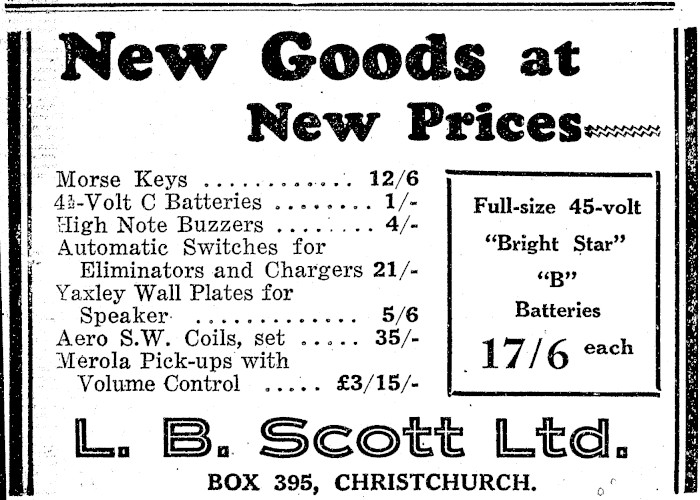 New Goods at
New Prices
Morse Keys ............ 12/6
4½-Volt C Batteries ........ 1/-
High Note Buzzers ........ 4/-
Automatic Switches for
Eliminators and Chargers 21/-
Yaxley Wall Plates for
Speaker ............. 5/6
Aero S.W. Coils, set ..... 35/-
Merola Pick-ups with
Volume Control ..... £3/15/-
Full-size 45-volt
"Bright Star"
"B"
Batteries
17/6 each
L. B. Scott Ltd.
BOX 395, CHRISTCHURCH.